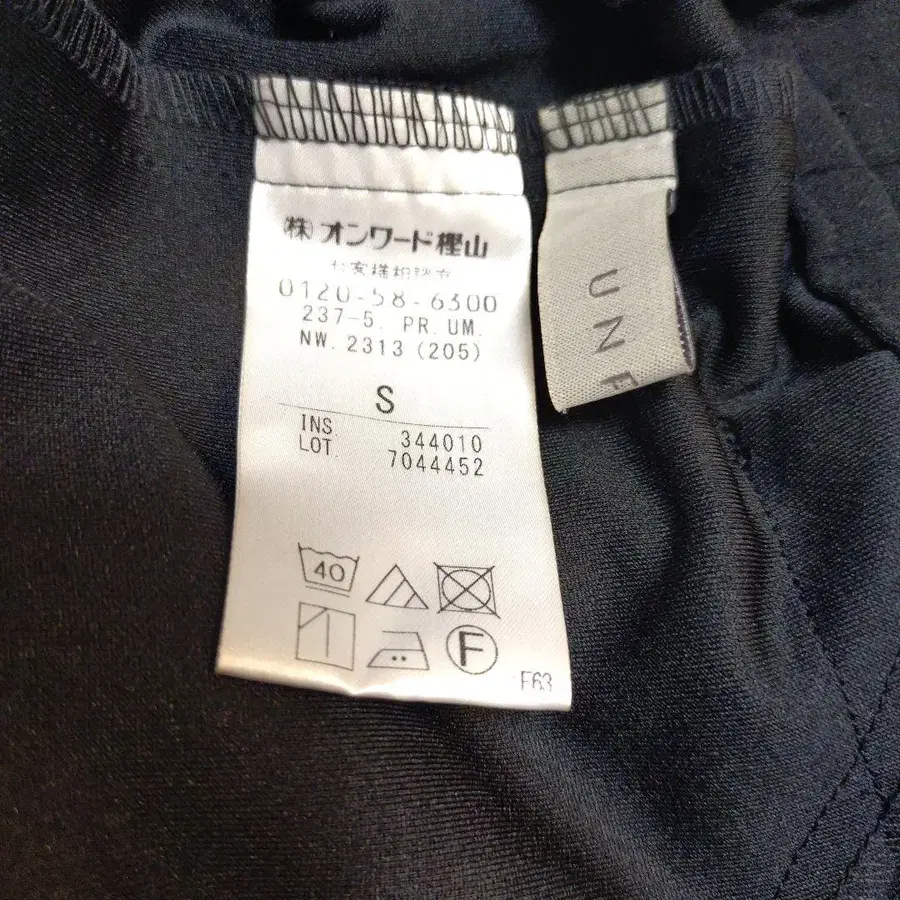 ㈱オンワード樫山
お客様相談室
0120-58-6300
237-5. PR. UM.
NW. 2313 (205)
S
INS. 344010
LOT. 7044452
40
F
F63
UNF